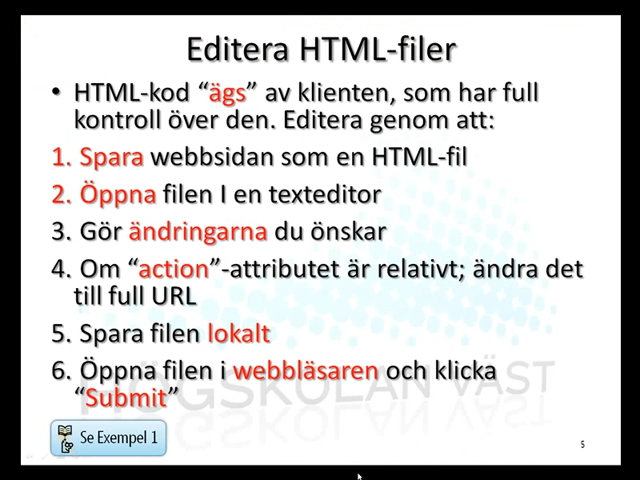 Editera HTML-filer
• HTML-kod “ägs” av klienten, som har full
kontroll över den. Editera genom att:
1. Spara webbsidan som en HTML-fil
2. Öppna filen I en texteditor
3. Gör ändringarna du önskar
4. Om “action”-attributet är relativt; ändra det
till full URL
5. Spara filen lokalt
6. Öppna filen i webbläsaren och klicka
“Submit”
HÖGSKOLAN VÄST
Se Exempel 1
5